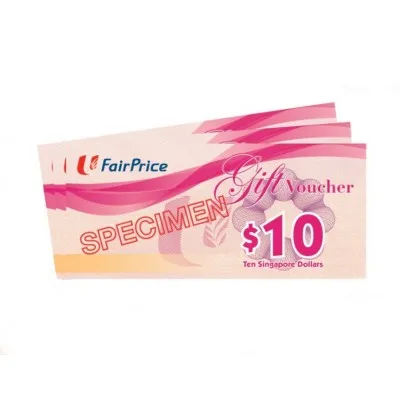 FairPrice
Gift Voucher
SPECIMEN
$10
Ten Singapore Dollars